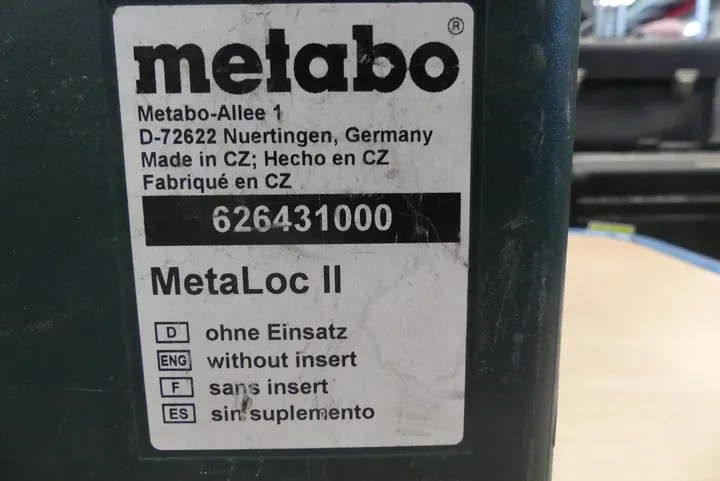 metabo®
Metabo-Allee 1
D-72622 Nuertingen, Germany
Made in CZ; Hecho en CZ
Fabriqué en CZ
626431000
MetaLoc II
D ohne Einsatz
ENG without insert
F sans insert
ES sin suplemento